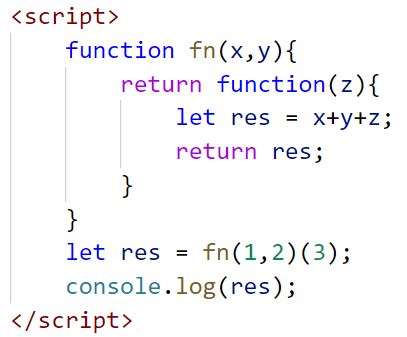 <script>
function fn(x,y){
return function(z){
let res = x+y+z;
return res;
}
}
let res = fn(1,2)(3);
console.log(res);
</script>